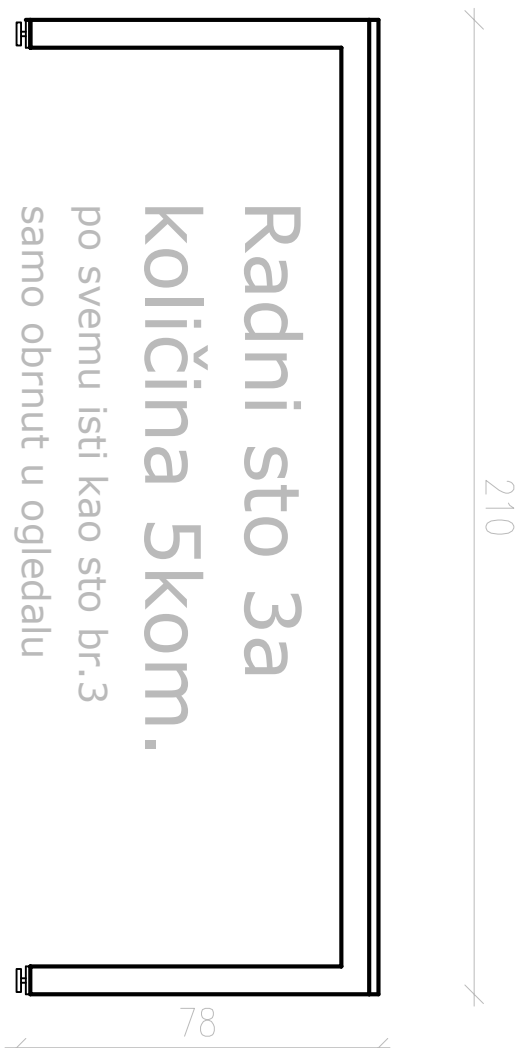 Radni sto 3a
količina 5kom.
po svemu isti kao sto br.3
samo obrnut u ogledalu
210
78